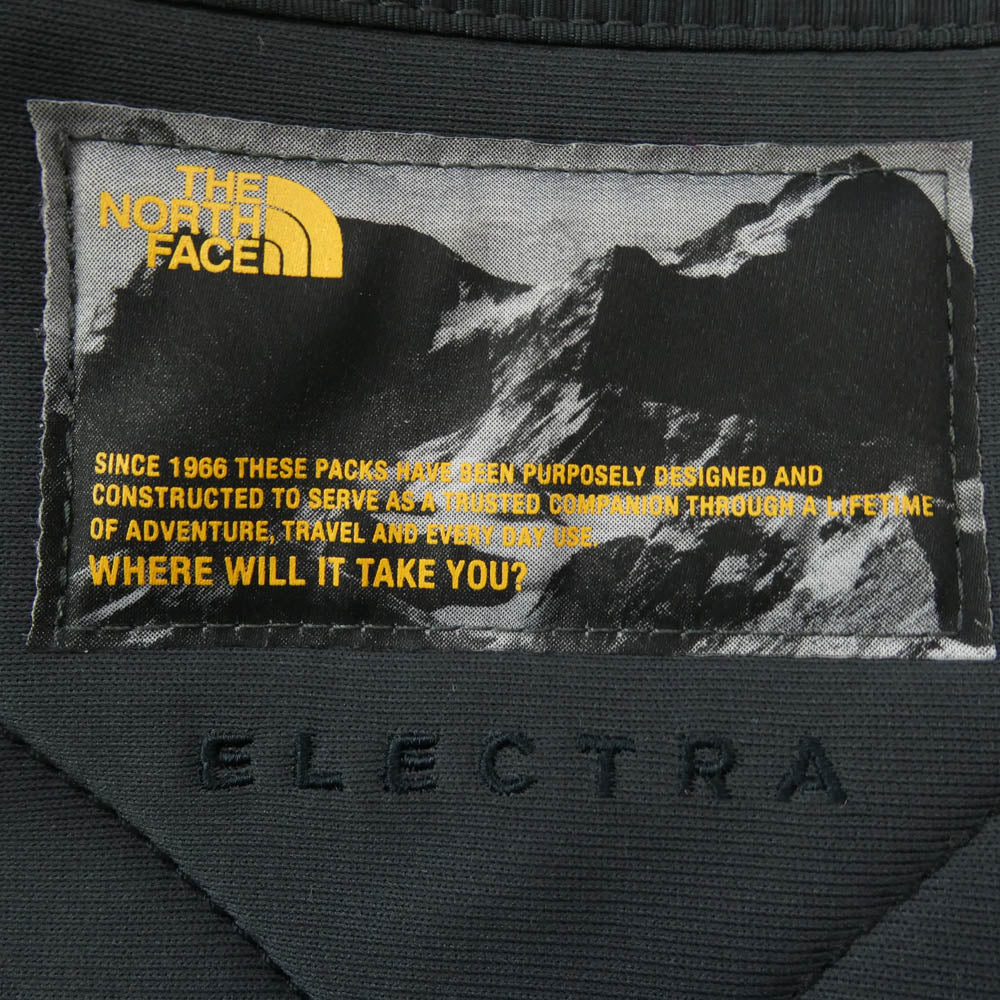 THE
NORTH
FACE
SINCE 1966 THESE PACKS HAVE BEEN PURPOSELY DESIGNED AND
CONSTRUCTED TO SERVE AS A TRUSTED COMPANION THROUGH A LIFETIME
OF ADVENTURE, TRAVEL AND EVERY DAY USE.
WHERE WILL IT TAKE YOU?
ELECTRA